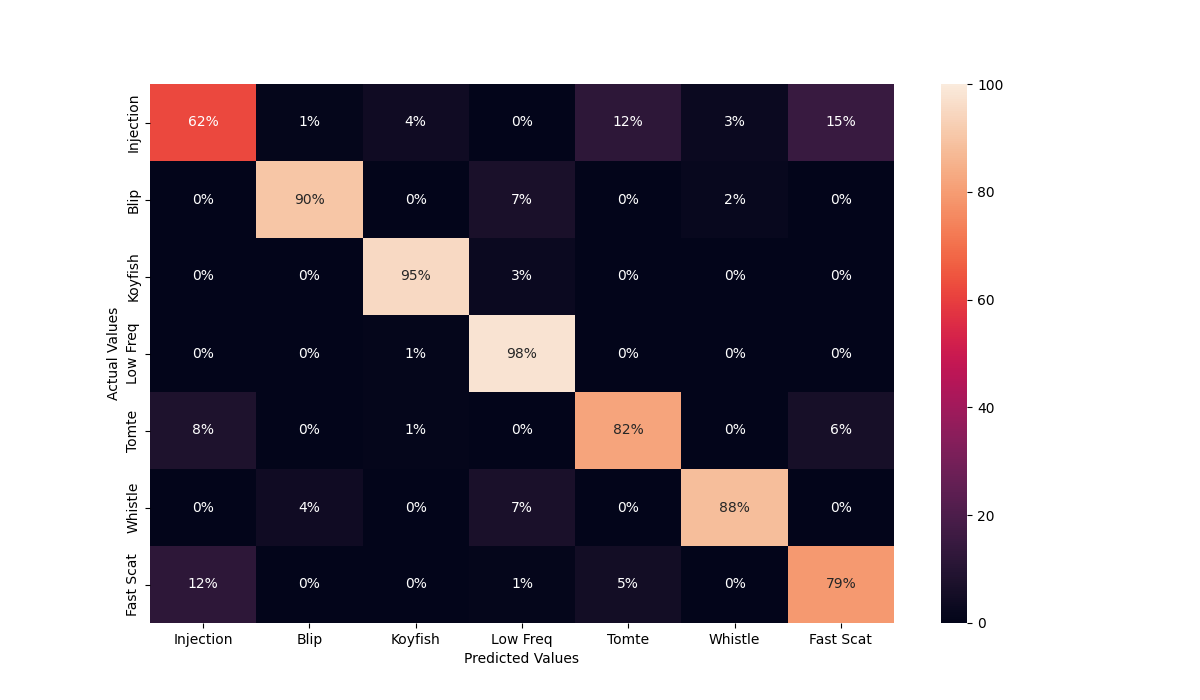 Actual Values
Injection 62% 1% 4% 0% 12% 3% 15%
Blip 0% 90% 0% 7% 0% 2% 0%
Koyfish 0% 0% 95% 3% 0% 0% 0%
Low Freq 0% 0% 1% 98% 0% 0% 0%
Tomte 8% 0% 1% 0% 82% 0% 6%
Whistle 0% 4% 0% 7% 0% 88% 0%
Fast Scat 12% 0% 0% 1% 5% 0% 79%
Injection Blip Koyfish Low Freq Tomte Whistle Fast Scat
Predicted Values
100
80
60
40
20
0